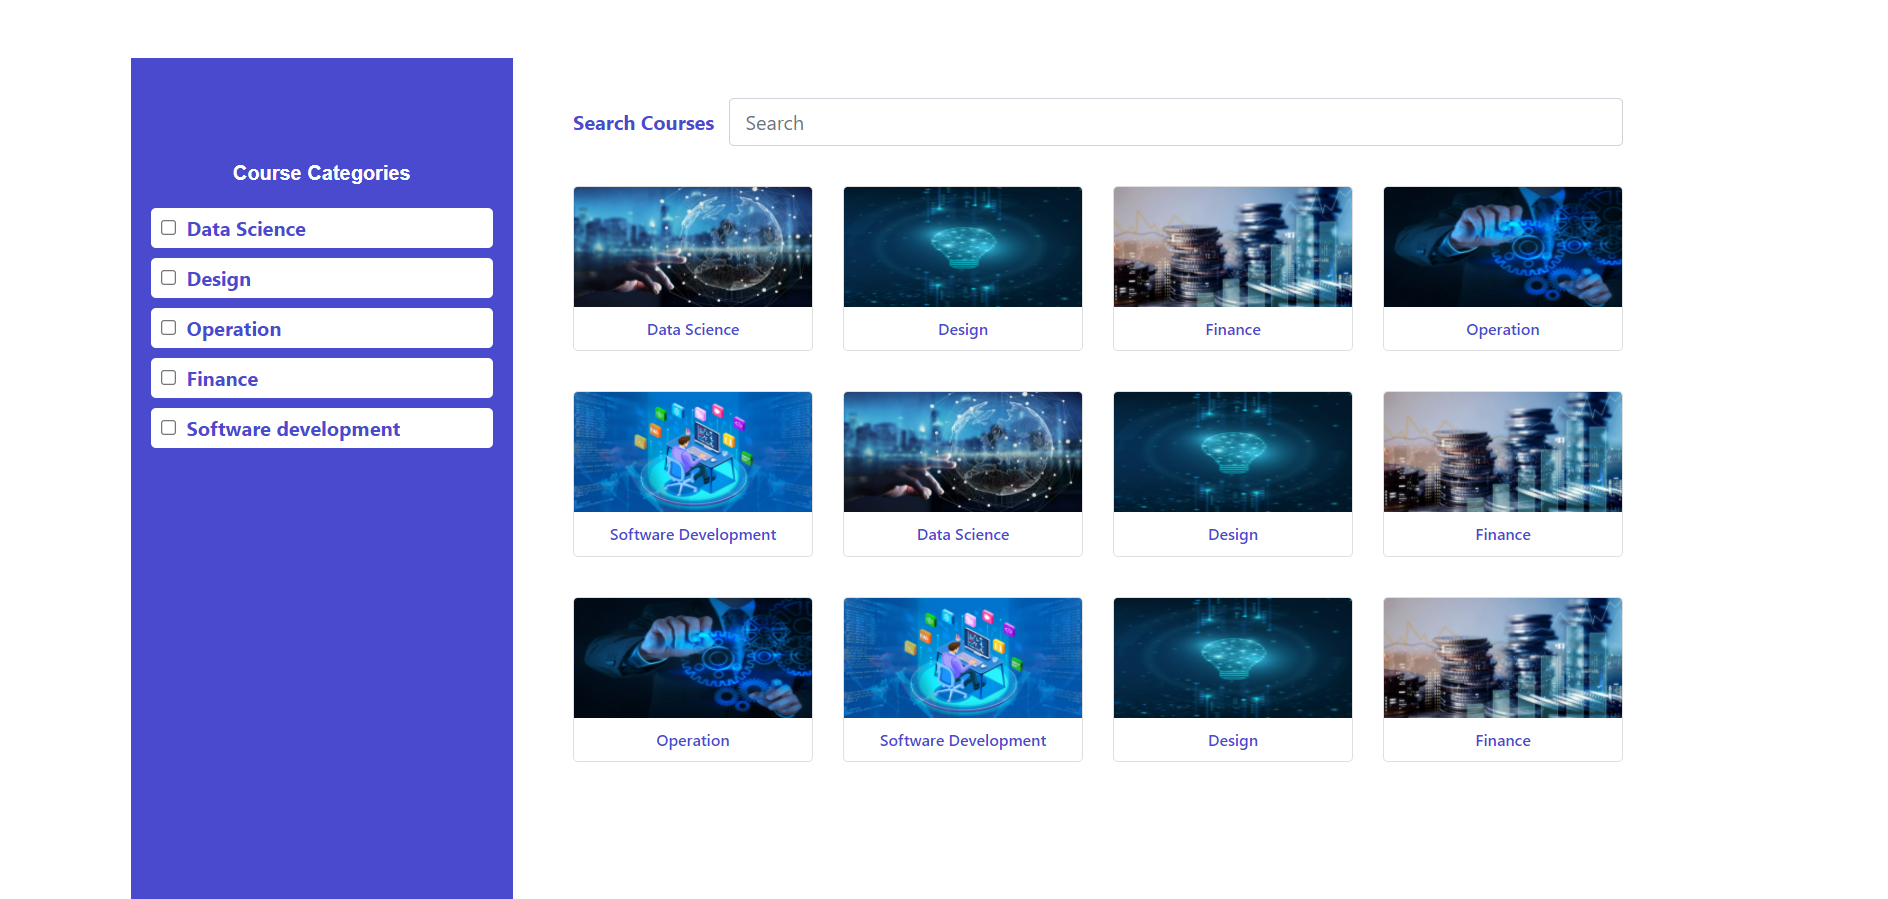 Course Categories
Data Science
Design
Operation
Finance
Software development
Search Courses
Search
Data Science
Design
Finance
Operation
Software Development
Data Science
Design
Finance
Operation
Software Development
Design
Finance